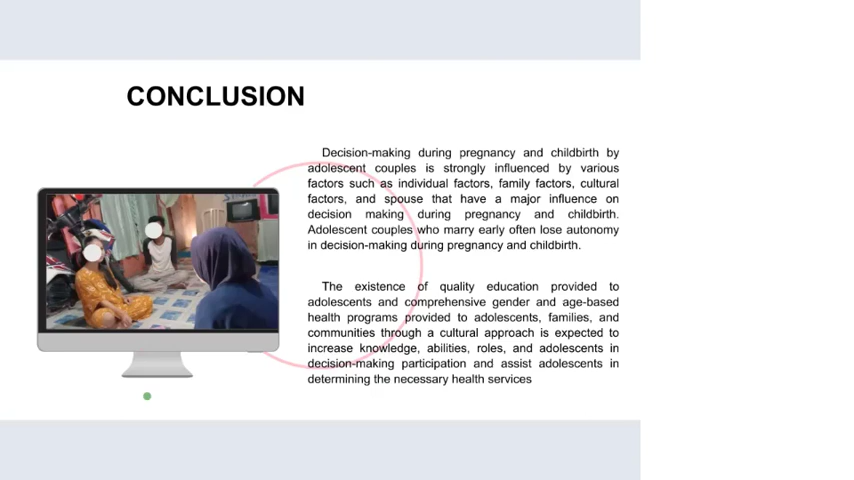 CONCLUSION
Decision-making during pregnancy and childbirth by
adolescent couples is strongly influenced by various
factors such as individual factors, family factors, cultural
factors, and spouse that have a major influence on
decision making during pregnancy and childbirth.
Adolescent couples who marry early often lose autonomy
in decision-making during pregnancy and childbirth.
The existence of quality education provided to
adolescents and comprehensive gender and age-based
health programs provided to adolescents, families, and
communities through a cultural approach is expected to
increase knowledge, abilities, roles, and adolescents in
decision-making participation and assist adolescents in
determining the necessary health services